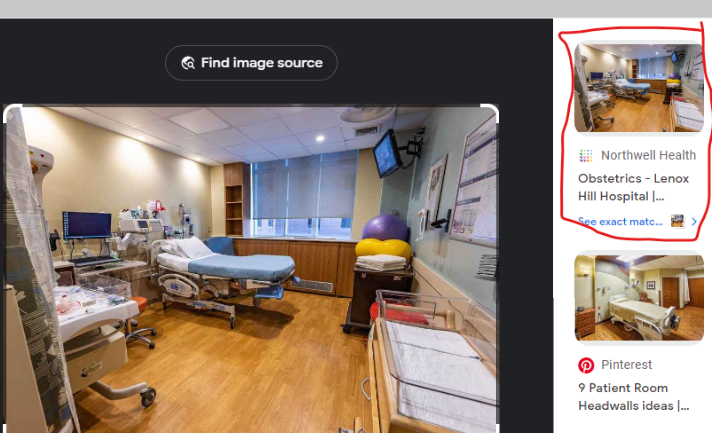 Find image source
Northwell Health
Obstetrics - Lenox
Hill Hospital |...
See exact matc...
Pinterest
9 Patient Room
Headwalls ideas |...